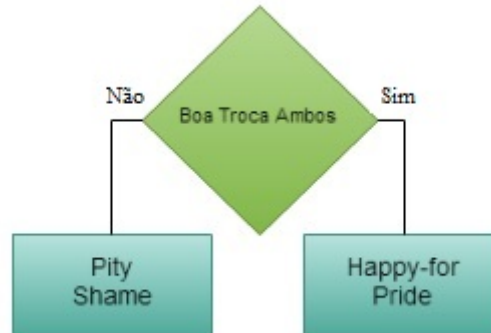 Boa Troca Ambos
Não
Sim
Pity
Shame
Happy-for
Pride